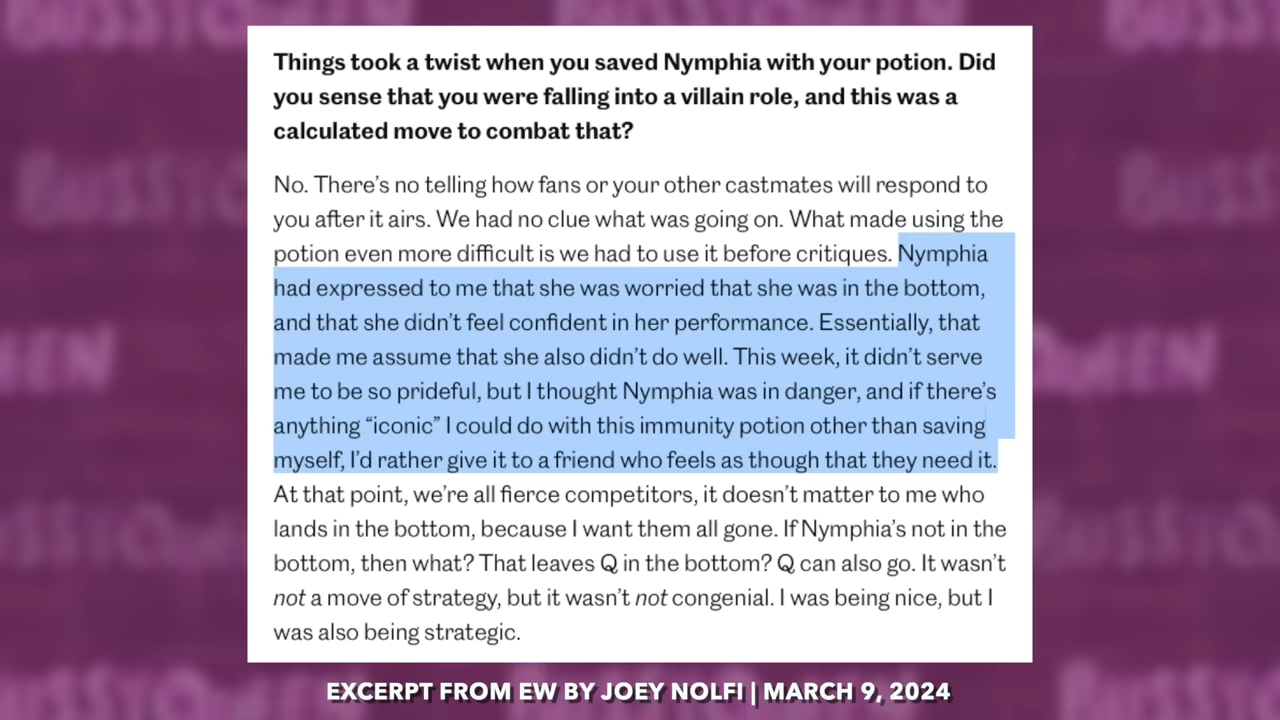 Things took a twist when you saved Nymphia with your potion. Did
you sense that you were falling into a villain role, and this was a
calculated move to combat that?
No. There’s no telling how fans or your other castmates will respond to
you after it airs. We had no clue what was going on. What made using the
potion even more difficult is we had to use it before critiques. Nymphia
had expressed to me that she was worried that she was in the bottom,
and that she didn’t feel confident in her performance. Essentially, that
made me assume that she also didn’t do well. This week, it didn’t serve
me to be so prideful, but I thought Nymphia was in danger, and if there’s
anything “iconic” I could do with this immunity potion other than saving
myself, I’d rather give it to a friend who feels as though that they need it.
At that point, we’re all fierce competitors, it doesn’t matter to me who
lands in the bottom, because I want them all gone. If Nymphia’s not in the
bottom, then what? That leaves Q in the bottom? Q can also go. It wasn’t
not a move of strategy, but it wasn’t not congenial. I was being nice, but I
was also being strategic.
EXCERPT FROM EW BY JOEY NOLFI | MARCH 9, 2024